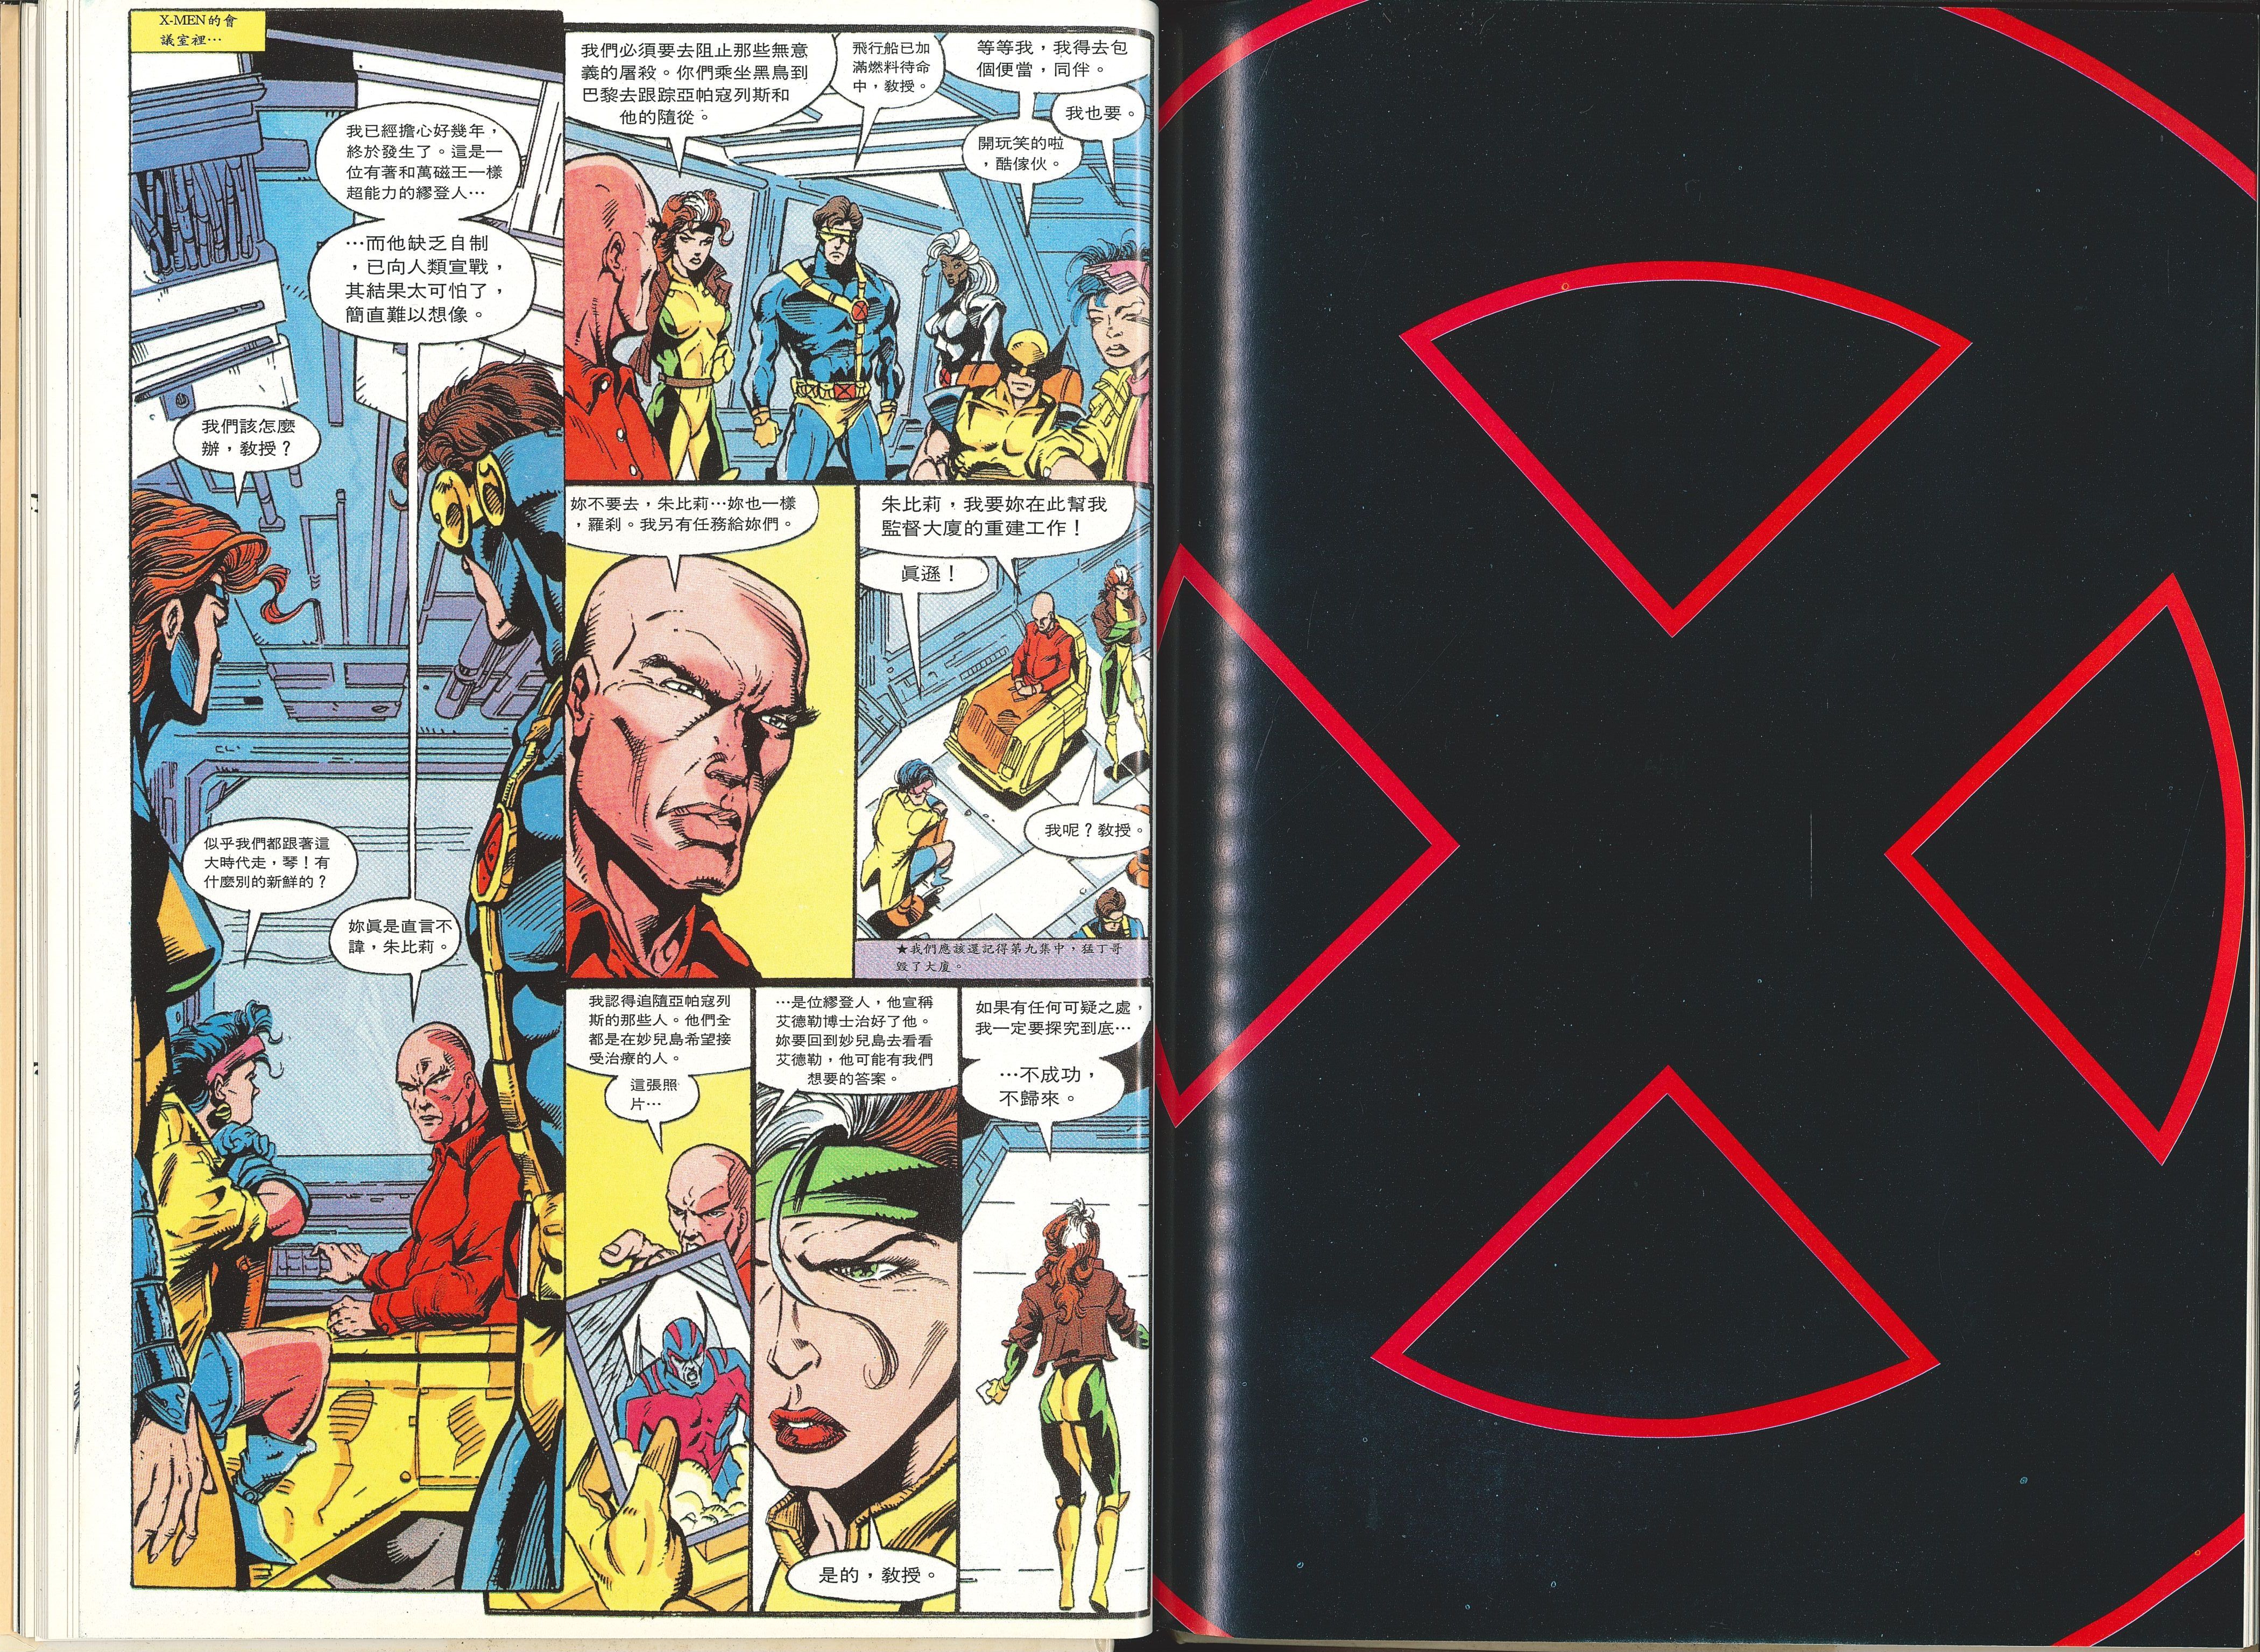 X-MEN的會
議室裡…
我已經擔心好幾年，
終於發生了。這是一
位有著和萬磁王一樣
超能力的繆登人…
…而他缺乏自制
，已向人類宣戰，
其結果太可怕了，
簡直難以想像。
我們該怎麼
辦，教授？
似乎我們都跟著這
大時代走，琴！有
什麼別的新鮮的？
妳眞是直言不
諱，朱比莉。
我們必須要去阻止那些無意
義的屠殺。你們乘坐黑鳥到
巴黎去跟踪亞帕寇列斯和
他的隨從。
飛行船已加
滿燃料待命
中，教授。
等等我，我得去包
個便當，同伴。
我也要。
開玩笑的啦
，酷傢伙。
妳不要去，朱比莉…妳也一樣
，羅刹。我另有任務給妳們。
朱比莉，我要妳在此幫我
監督大廈的重建工作！
眞遜！
我呢？教授。
★我們應該還記得第九集中，猛丁哥
毀了大廈。
我認得追隨亞帕寇列
斯的那些人。他們全
都是在妙兒島希望接
受治療的人。
這張照
片…
…是位繆登人，他宣稱
艾德勒博士治好了他。
妳要回到妙兒島去看看
艾德勒，他可能有我們
想要的答案。
是的，教授。
如果有任何可疑之處，
我一定要探究到底…
…不成功，
不歸來。